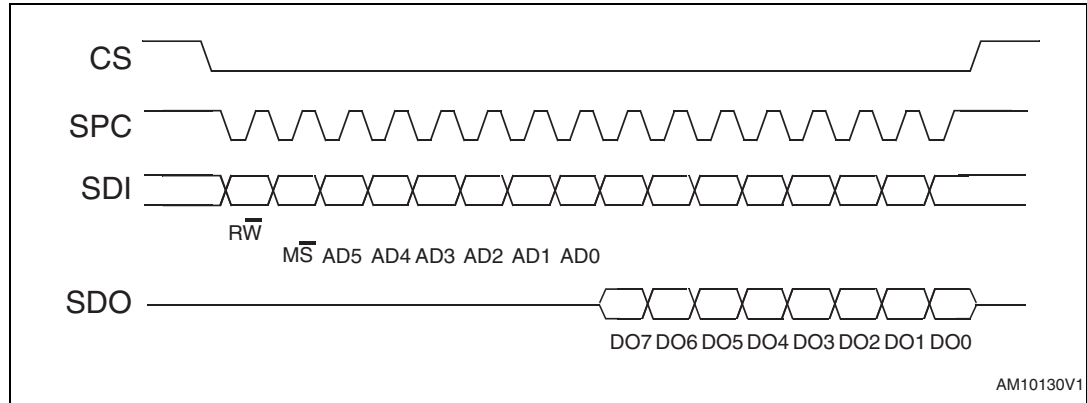 CS
SPC
SDI
RW̅
MS̅ AD5 AD4 AD3 AD2 AD1 AD0
SDO
DO7 DO6 DO5 DO4 DO3 DO2 DO1 DO0
AM10130V1